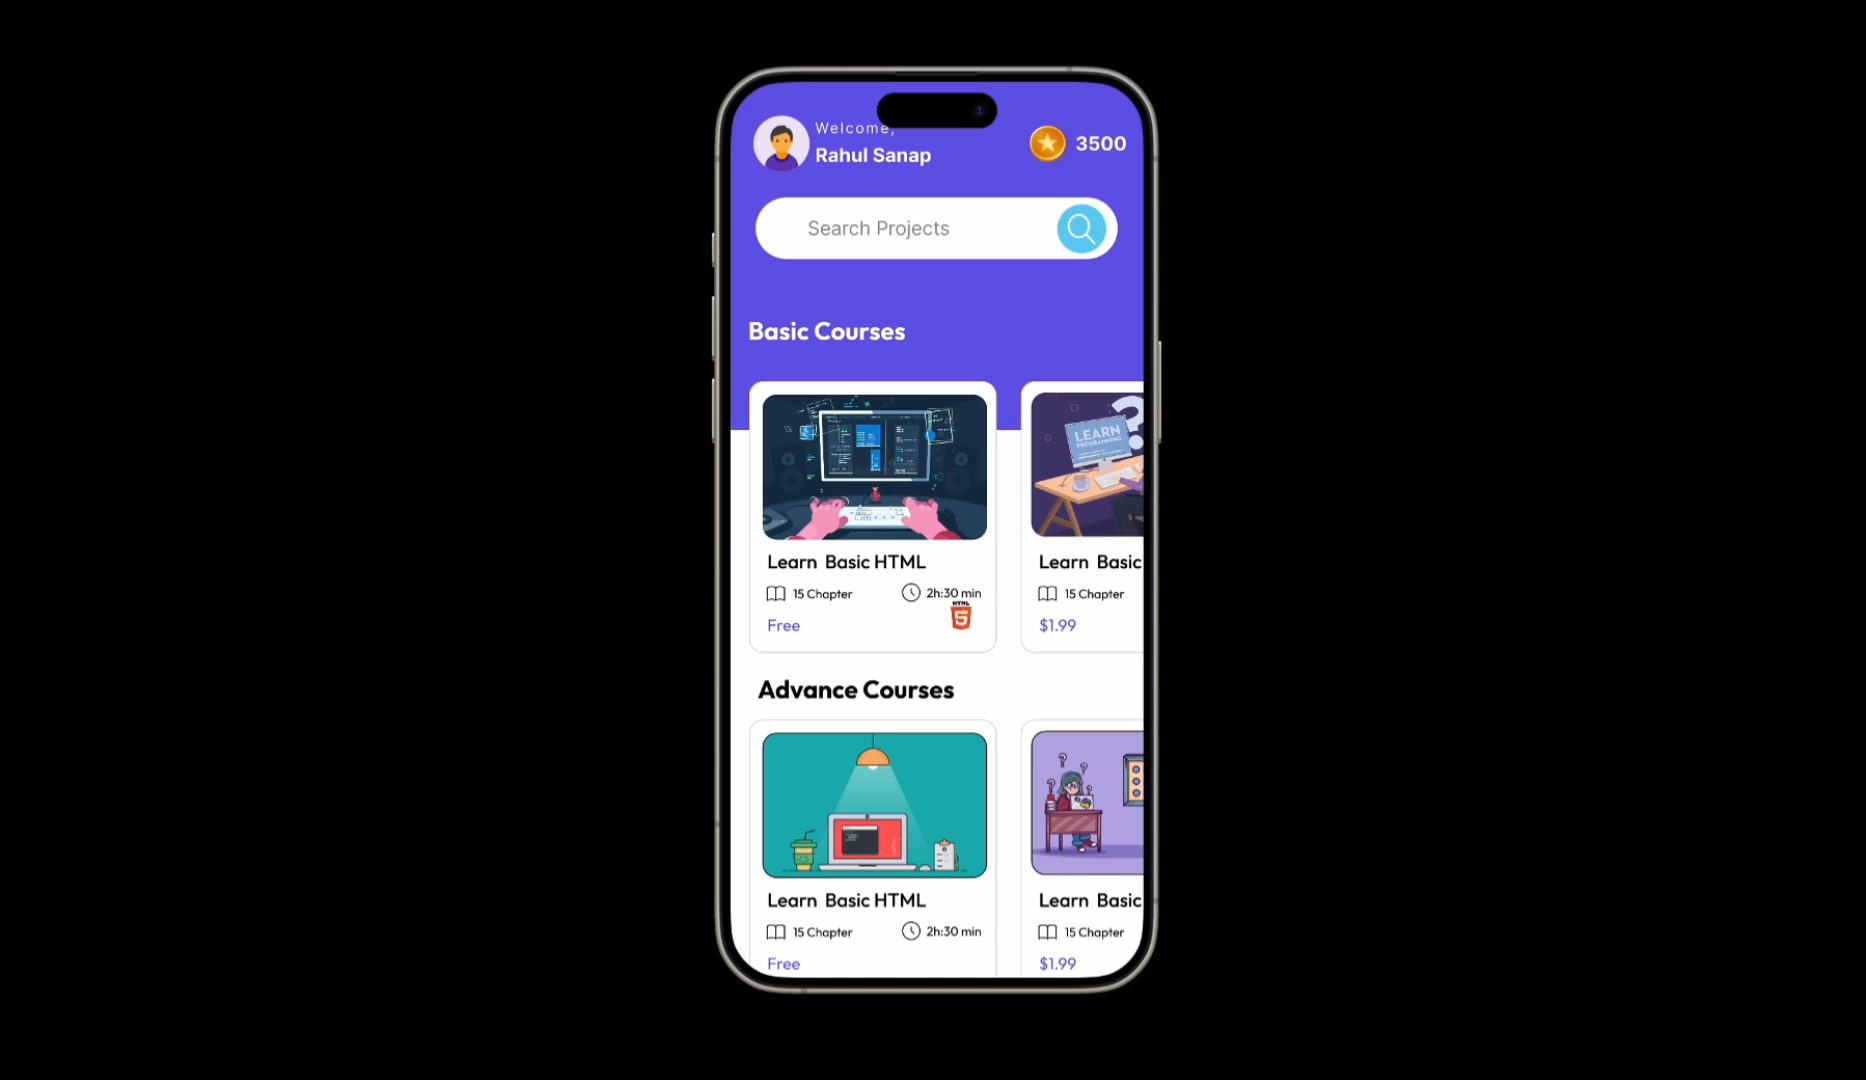 Welcome,
Rahul Sanap
3500
Search Projects
Basic Courses
LEARN
PROGRAMMING
Learn Basic HTML
15 Chapter
2h:30 min
HTML
5
Free
Learn Basic
15 Chapter
$1.99
Advance Courses
Learn Basic HTML
15 Chapter
2h:30 min
Free
Learn Basic
15 Chapter
$1.99